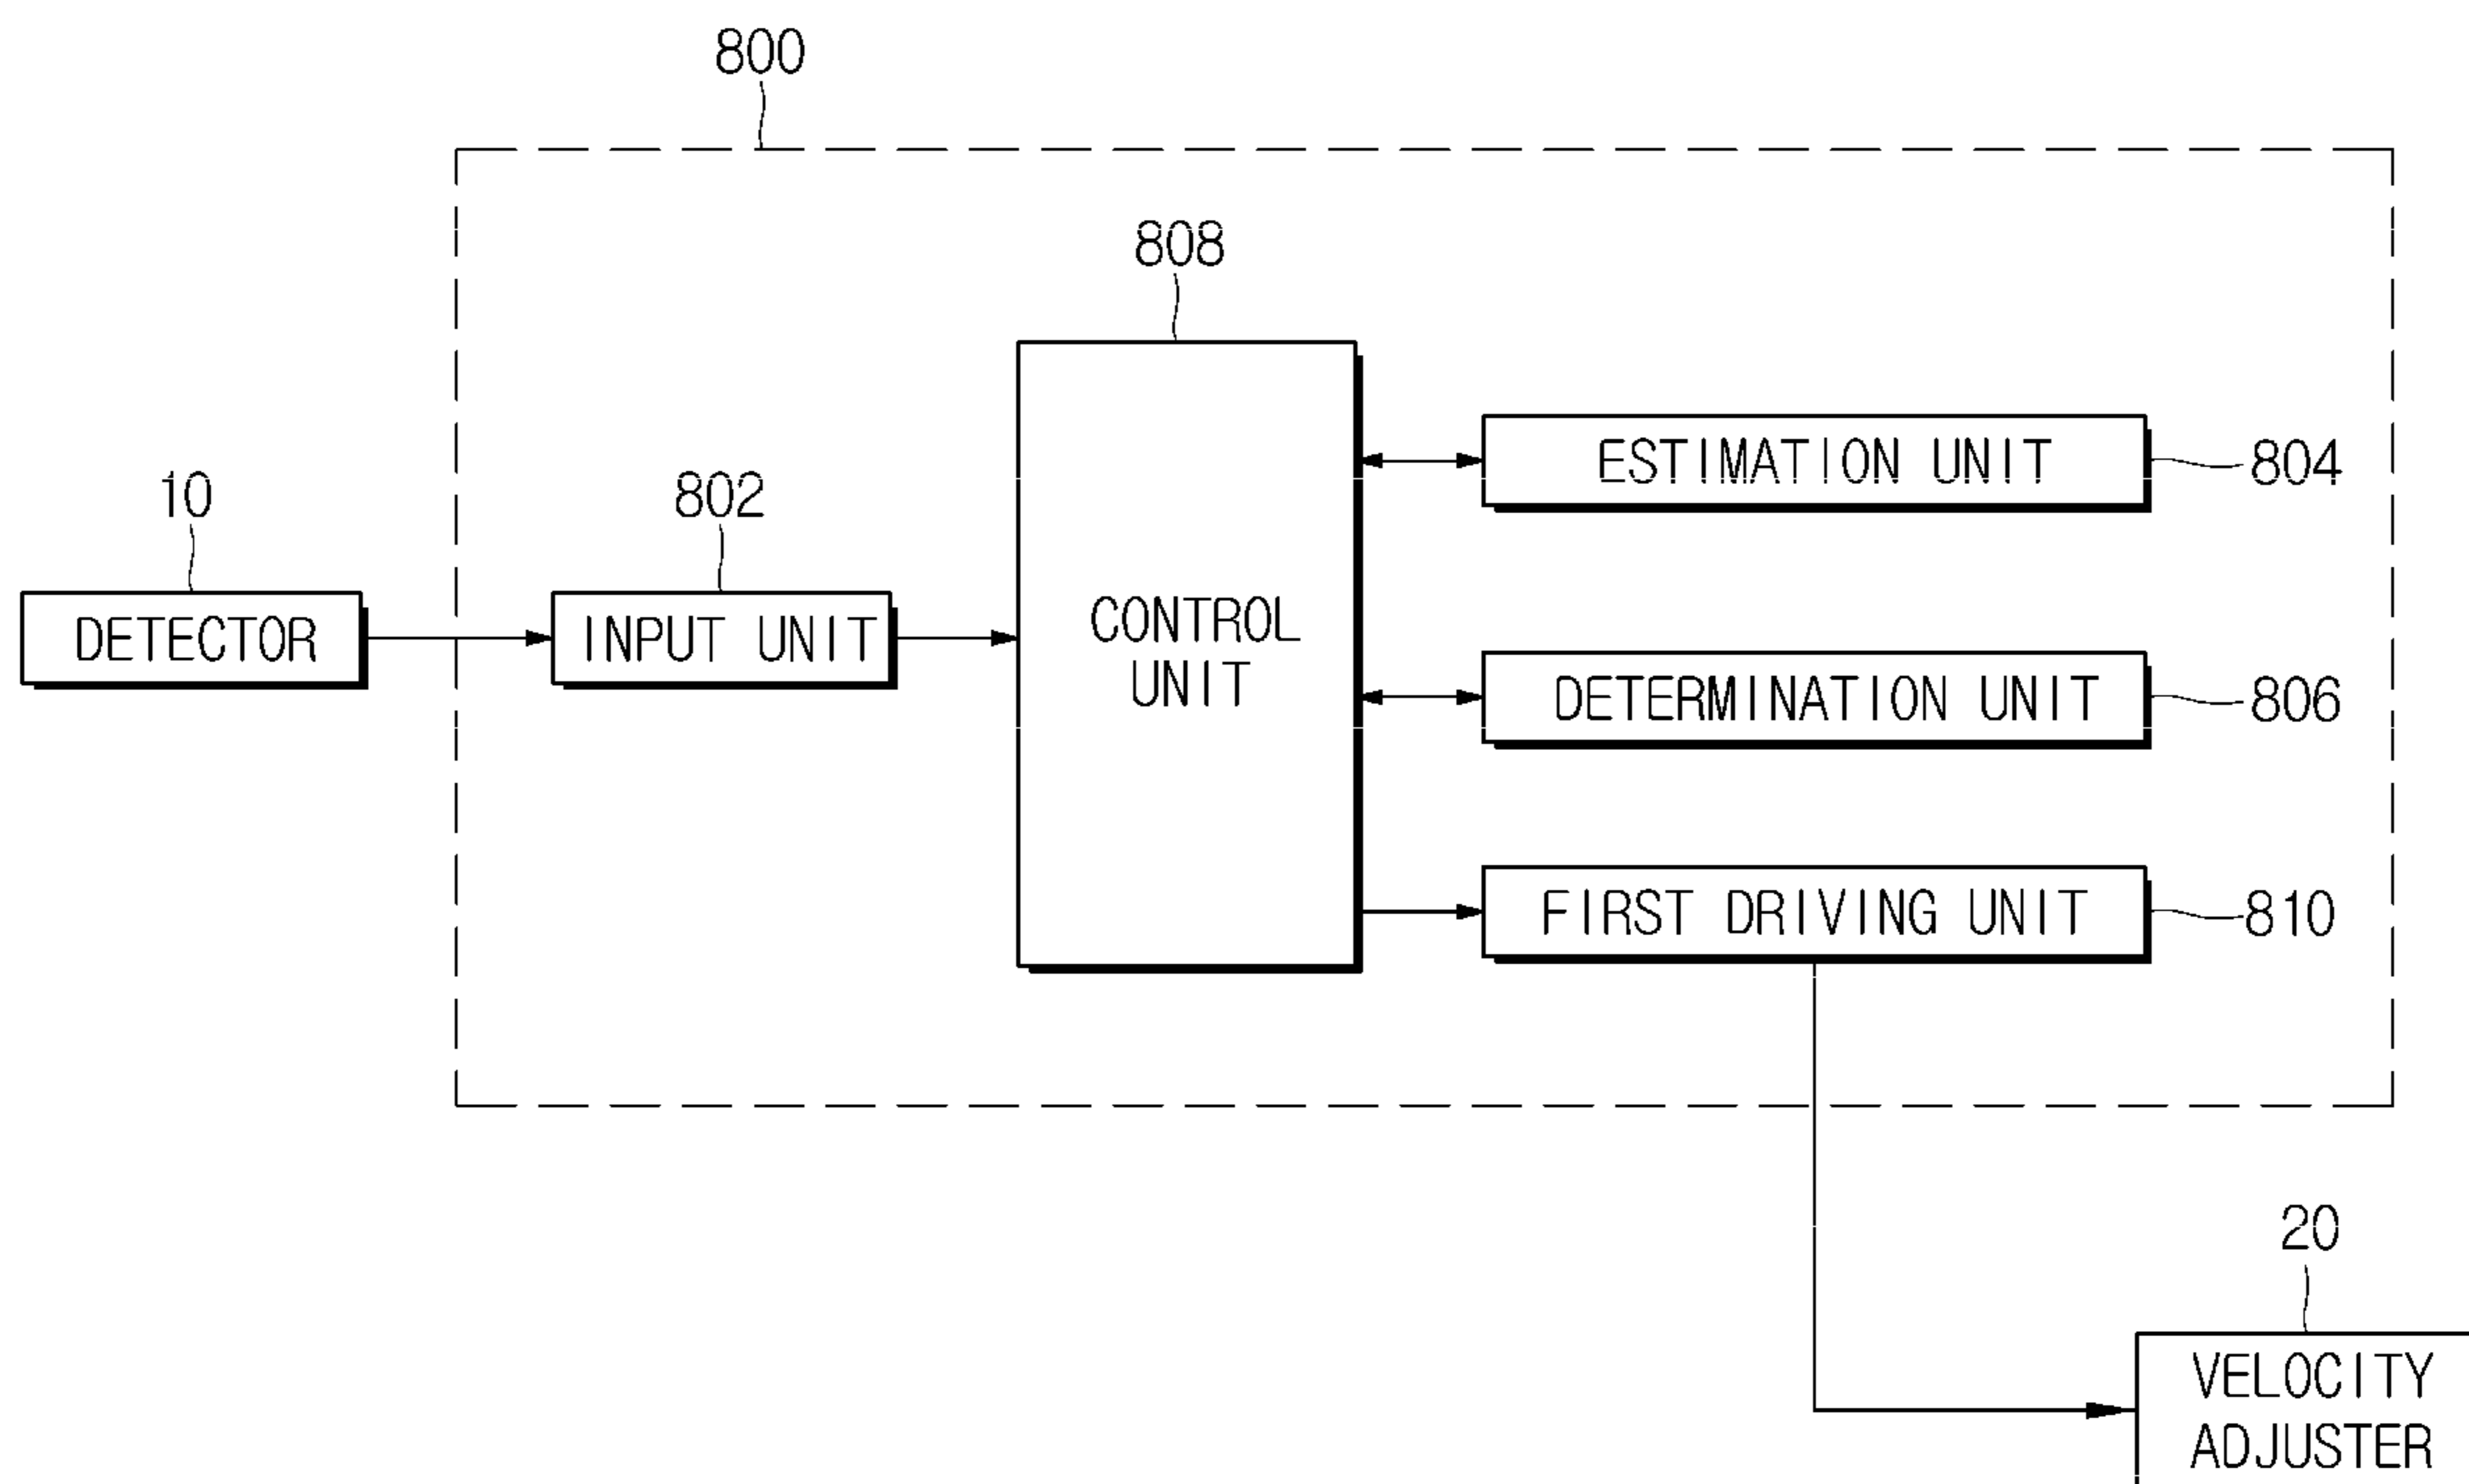 800
808
ESTIMATION UNIT
804
10
802
DETECTOR
INPUT UNIT
CONTROL
UNIT
DETERMINATION UNIT
806
FIRST DRIVING UNIT
810
20
VELOCITY
ADJUSTER